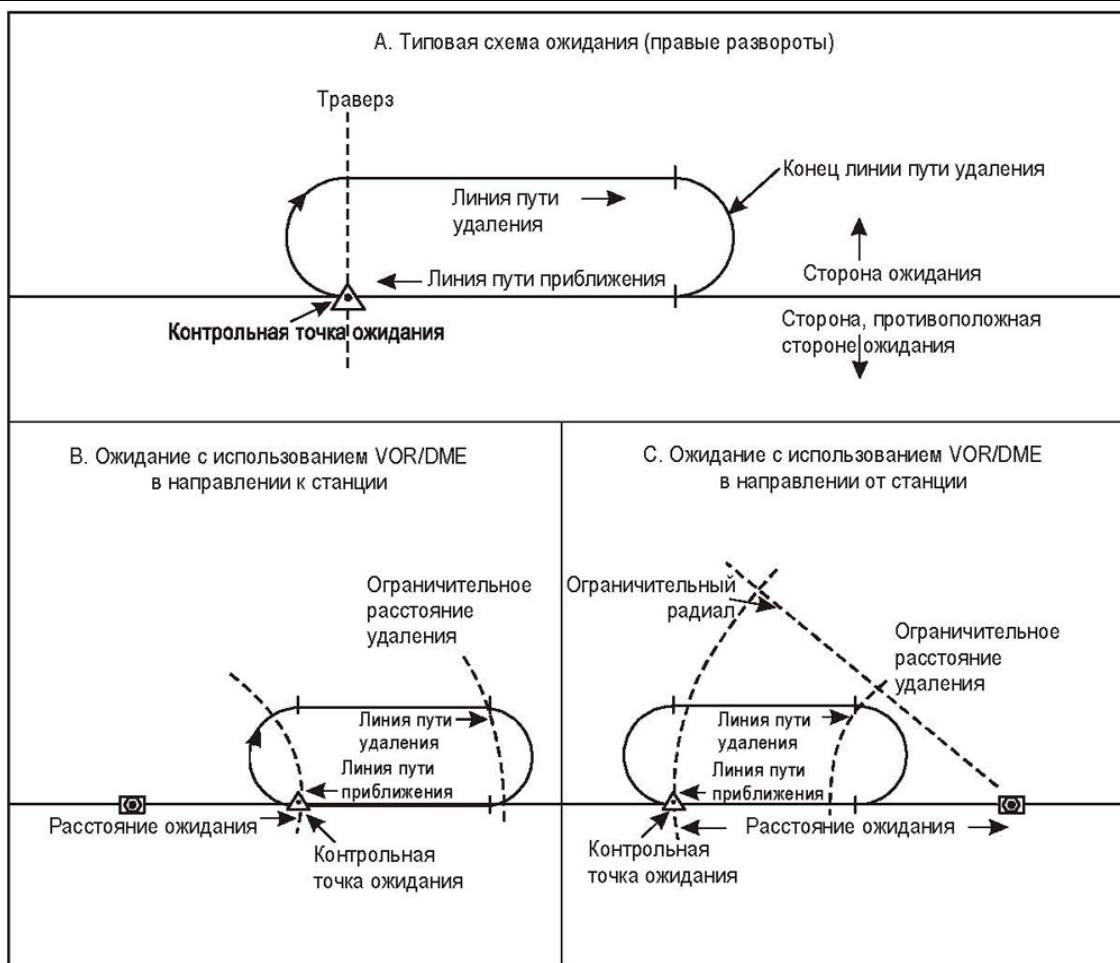 А. Типовая схема ожидания (правые развороты)
Траверз
Линия пути
удаления
Конец линии пути удаления
Линия пути приближения
Сторона ожидания
Контрольная точка ожидания
Сторона, противоположная
стороне ожидания
В. Ожидание с использованием VOR/DME
в направлении к станции
Ограничительное
расстояние
удаления
Линия пути
удаления
Линия пути
приближения
Расстояние ожидания
Контрольная
точка ожидания
С. Ожидание с использованием VOR/DME
в направлении от станции
Ограничительный
радиал
Ограничительное
расстояние
удаления
Линия пути
удаления
Линия пути
приближения
Расстояние ожидания
Контрольная
точка ожидания